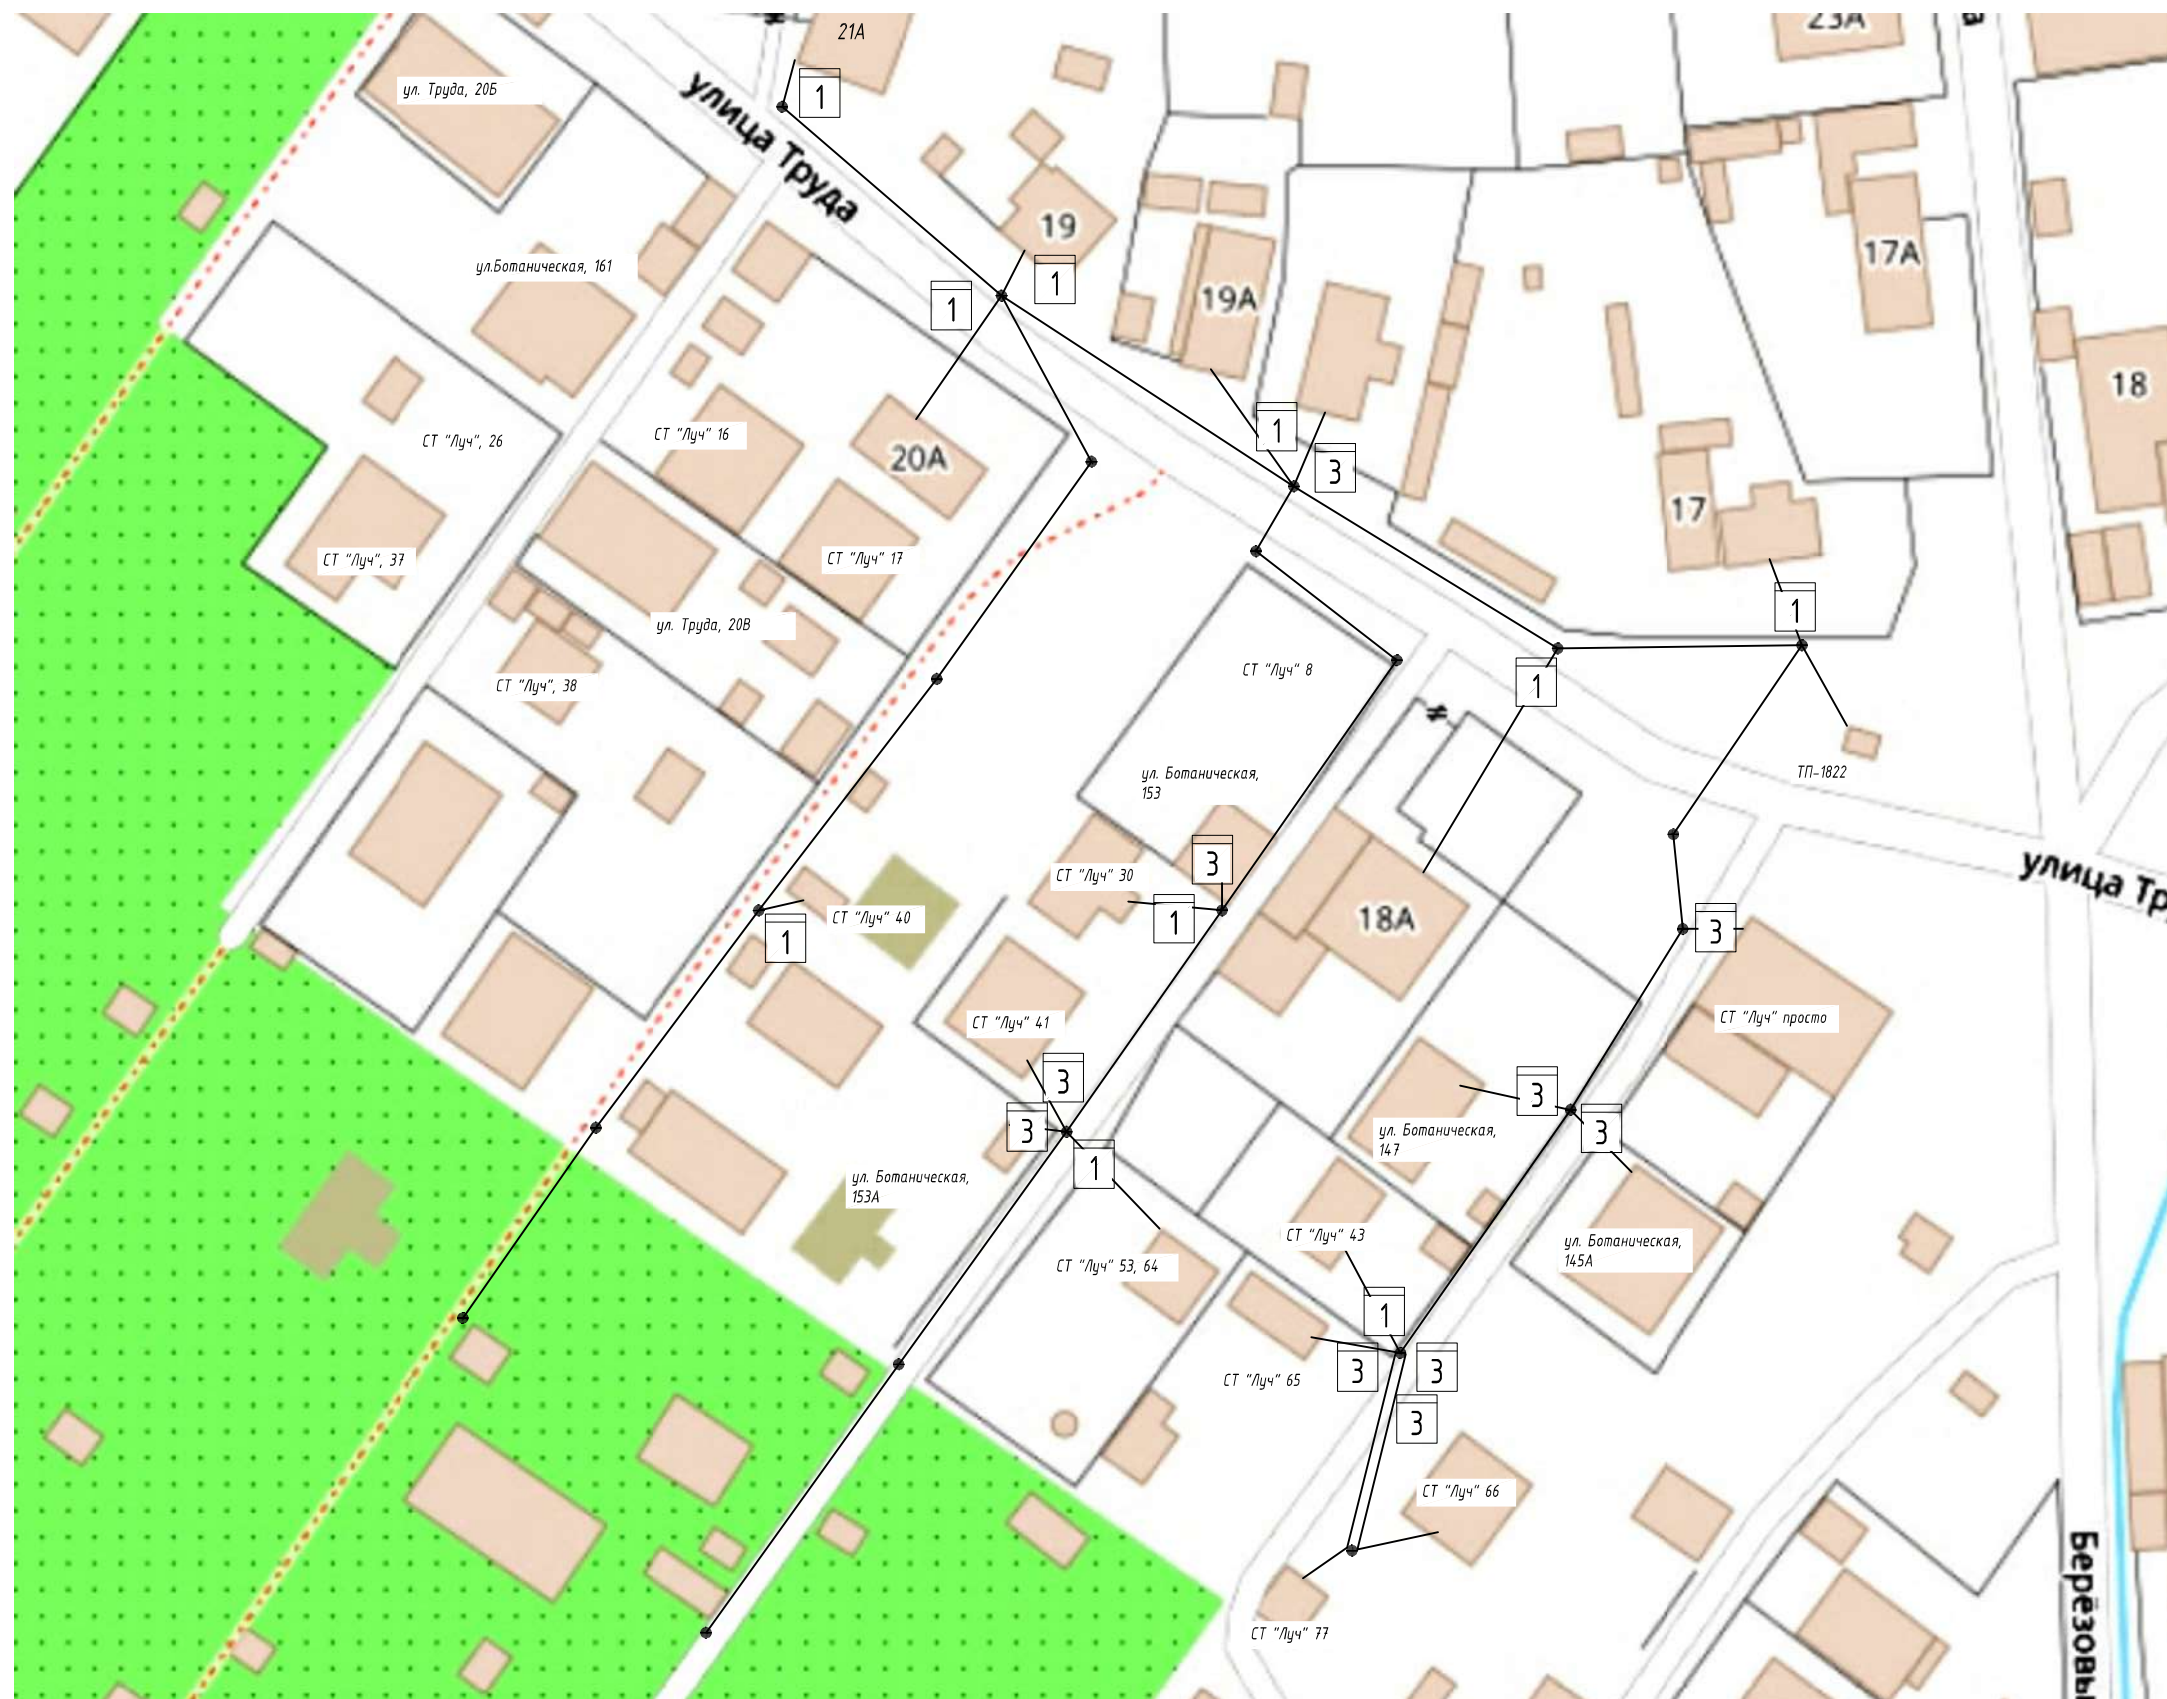 21А
23А
ул. Труда, 20Б
1
улица Труда
19
1
1
17А
ул.Ботаническая, 161
19А
18
СТ "Луч", 26
СТ "Луч" 16
20А
1
3
17
СТ "Луч", 37
СТ "Луч" 17
ул. Труда, 20В
1
СТ "Луч", 38
СТ "Луч" 8
1
ТП-1822
ул. Ботаническая,
153
3
СТ "Луч" 30
СТ "Луч" 40
1
1
18А
3
улица Тр
СТ "Луч" 41
СТ "Луч" просто
3
3
1
3
3
ул. Ботаническая,
147
ул. Ботаническая,
153А
СТ "Луч" 53, 64
СТ "Луч" 43
ул. Ботаническая,
145А
1
3
3
СТ "Луч" 65
3
СТ "Луч" 66
СТ "Луч" 77
Берёзовы